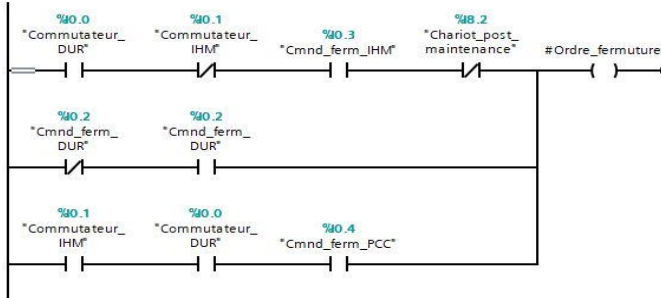 %I0.0
"Commutateur_
DUR"
%I0.1
"Commutateur_
IHM"
%I0.3
"Cmnd_ferm_IHM"
%I8.2
"Chariot_post_
maintenance"
#Ordre_fermuture
%I0.2
"Cmnd_ferm_
DUR"
%I0.2
"Cmnd_ferm_
DUR"
%I0.1
"Commutateur_
IHM"
%I0.0
"Commutateur_
DUR"
%I0.4
"Cmnd_ferm_PCC"